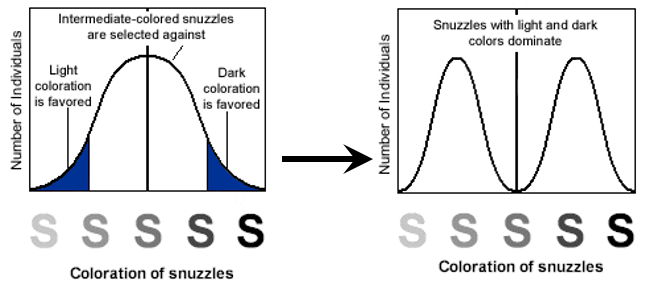 Intermediate-colored snuzzles
are selected against
Light
coloration
is favored
Dark
coloration
is favored
Number of Individuals
S S S S S
Coloration of snuzzles
Snuzzles with light and dark
colors dominate
Number of Individuals
S S S S S
Coloration of snuzzles